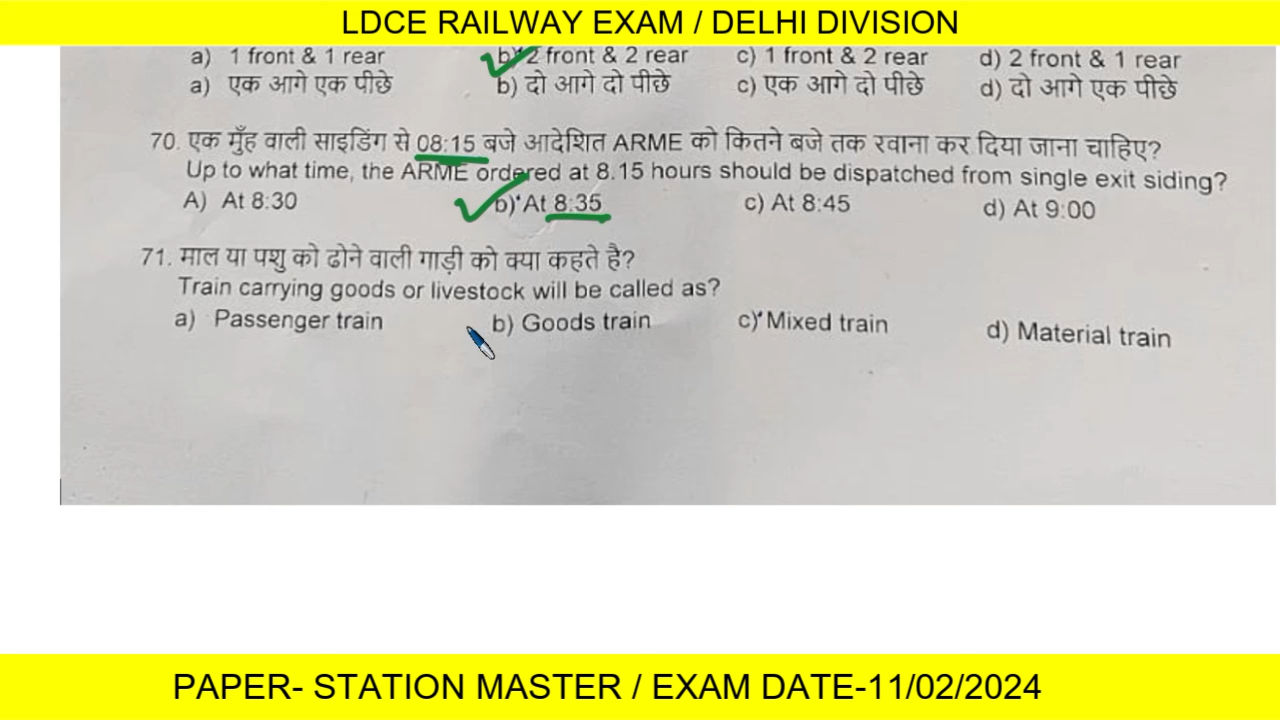 LDCE RAILWAY EXAM / DELHI DIVISION
a) 1 front & 1 rear b) 2 front & 2 rear c) 1 front & 2 rear d) 2 front & 1 rear
a) एक आगे एक पीछे b) दो आगे दो पीछे c) एक आगे दो पीछे d) दो आगे एक पीछे
70. एक मुँह वाली साइडिंग से 08:15 बजे आदेशित ARME को कितने बजे तक रवाना कर दिया जाना चाहिए?
Up to what time, the ARME ordered at 8.15 hours should be dispatched from single exit siding?
A) At 8:30 b) At 8:35 c) At 8:45 d) At 9:00
71. माल या पशु को ढोने वाली गाड़ी को क्या कहते है?
Train carrying goods or livestock will be called as?
a) Passenger train b) Goods train c) Mixed train d) Material train
PAPER- STATION MASTER / EXAM DATE-11/02/2024